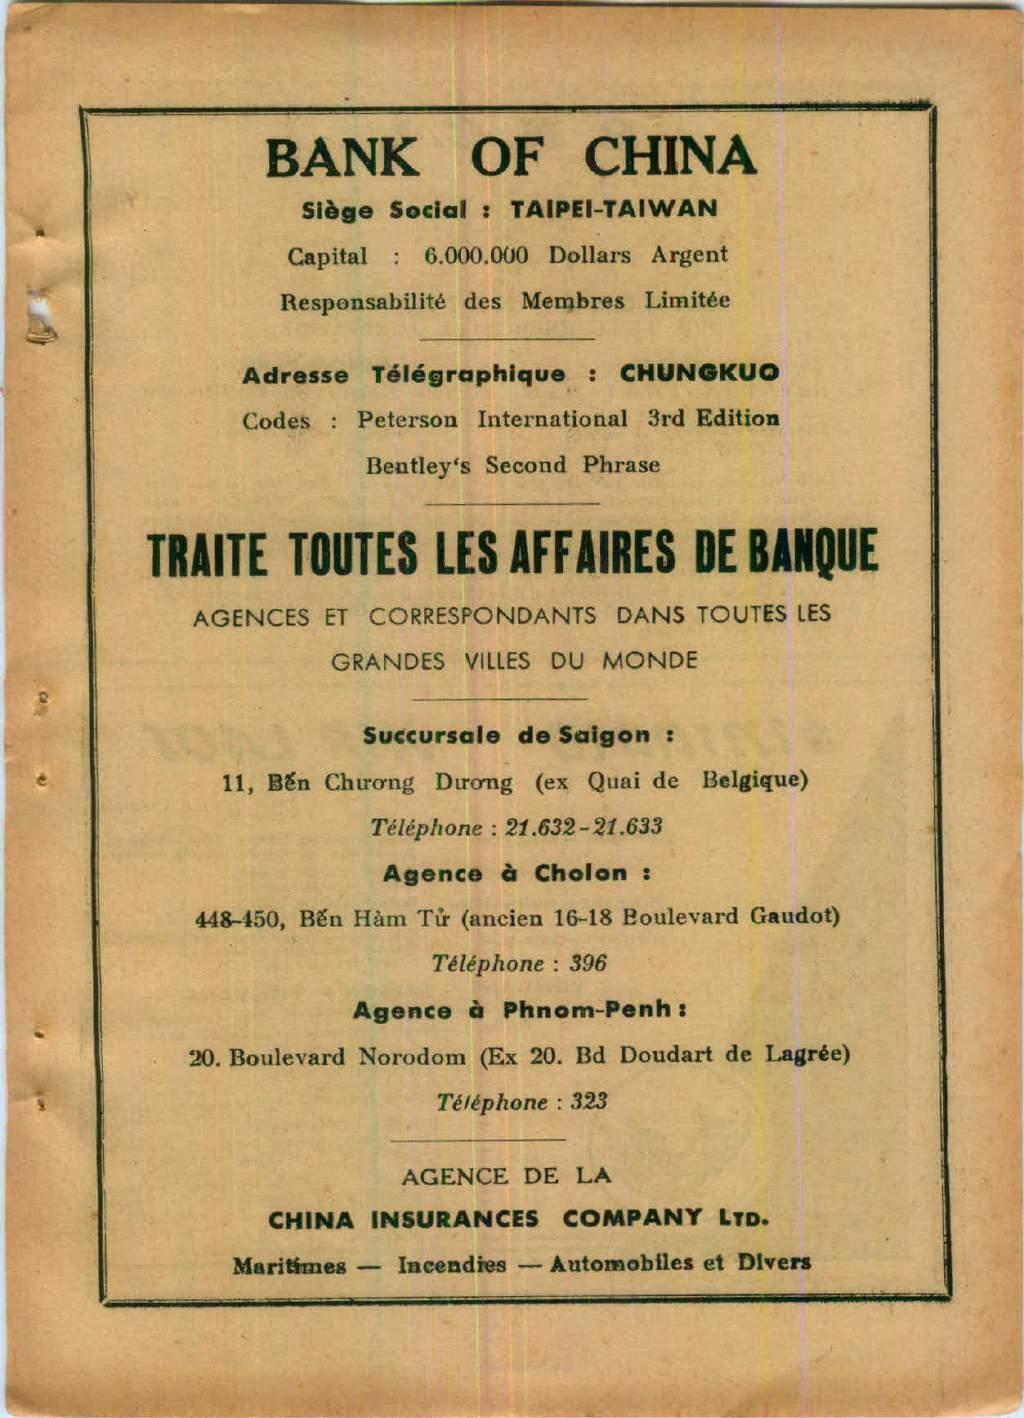 BANK OF CHINA
Siège Social : TAIPEI-TAIWAN
Capital : 6.000.000 Dollars Argent
Responsabilité des Membres Limitée
Adresse Télégraphique : CHUNGKUO
Codes : Peterson International 3rd Edition
Bentley‘s Second Phrase
TRAITE TOUTES LES AFFAIRES DE BANQUE
AGENCES ET CORRESPONDANTS DANS TOUTES LES
GRANDES VILLES DU MONDE
Succursale de Saigon :
11, Bến Chương Dương (ex Quai de Belgique)
Téléphone : 21.632-21.633
Agence à Cholon :
448-450, Bến Hàm Tử (ancien 16-18 Boulevard Gaudot)
Téléphone : 396
Agence à Phnom-Penh :
20. Boulevard Norodom (Ex 20. Bd Doudart de Lagrée)
Téléphone : 323
AGENCE DE LA
CHINA INSURANCES COMPANY LTD.
Maritimes — Incendies — Automobiles et Divers